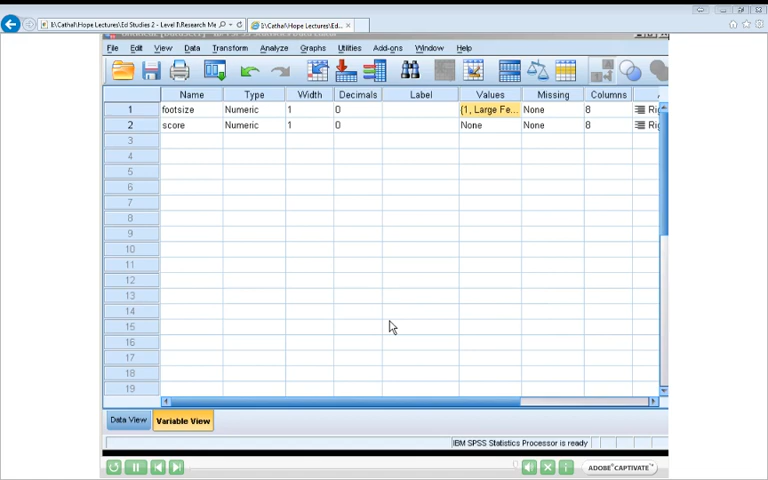 I:\Cathal\Hope Lectures\Ed Studies 2 - Level I\Research Me
I:\Cathal\Hope Lectures\Ed...
File Edit View Data Transform Analyze Graphs Utilities Add-ons Window Help
Name Type Width Decimals Label Values Missing Columns
1 footsize Numeric 1 0 {1, Large Fe... None 8 Rig
2 score Numeric 1 0 None None 8 Rig
3
4
5
6
7
8
9
10
11
12
13
14
15
16
17
18
19
Data View Variable View
IBM SPSS Statistics Processor is ready
ADOBE® CAPTIVATE™